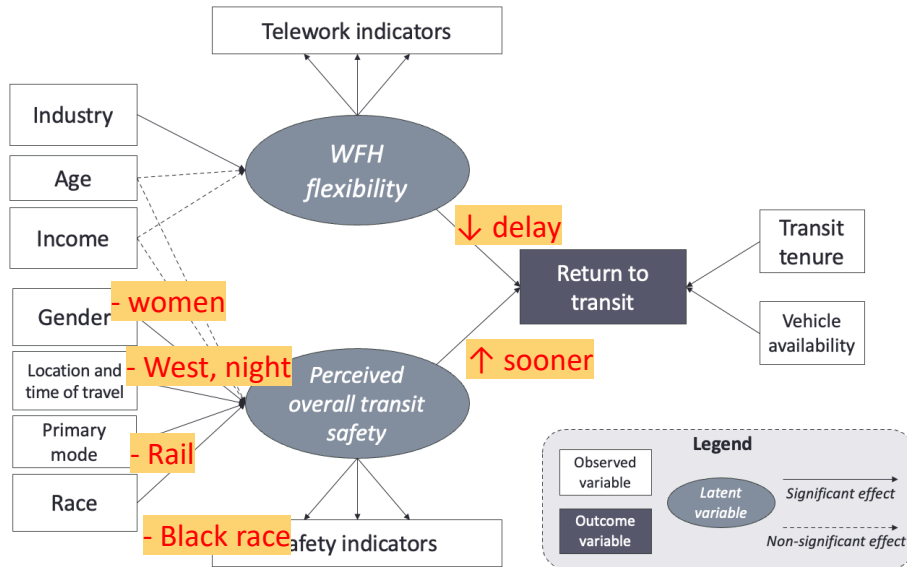 Telework indicators
Industry
Age
Income
WFH
flexibility
↓ delay
Transit
tenure
Return to
transit
Vehicle
availability
- women
Gender
- West, night
Location and
time of travel
↑ sooner
Perceived
overall transit
safety
Primary
mode
- Rail
Race
- Black race
afety indicators
Legend
Observed
variable
Latent
variable
Significant effect
Outcome
variable
Non-significant effect